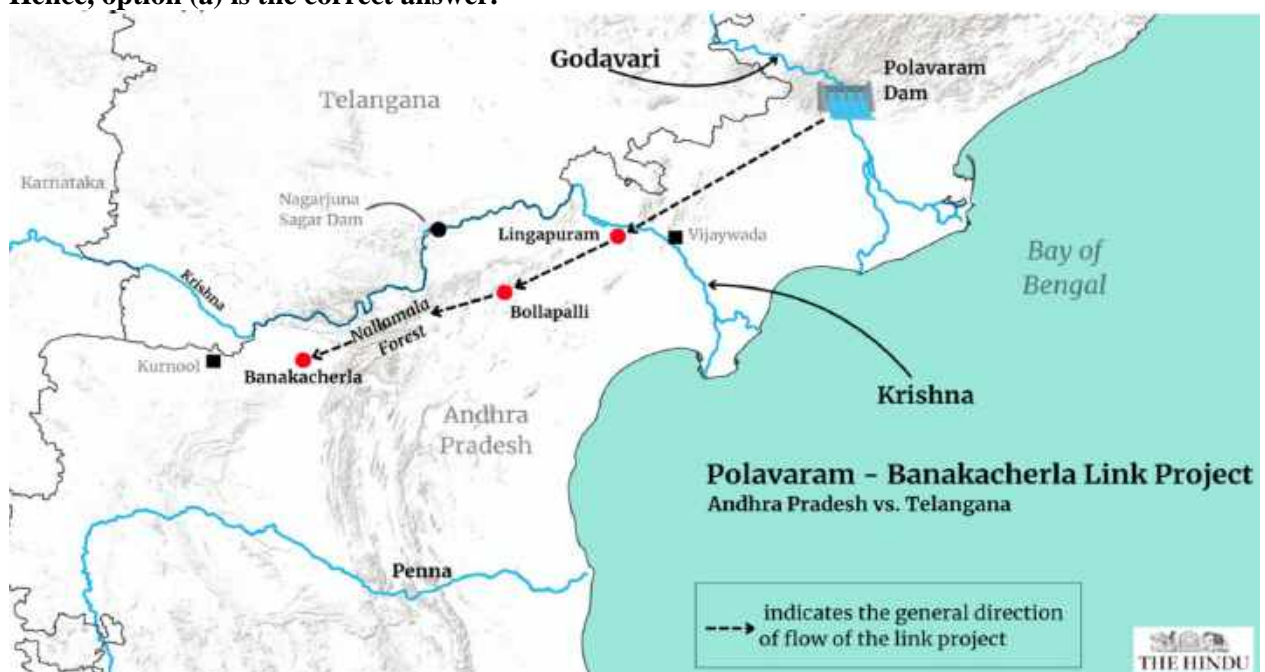 Hence, option (a) is the correct answer.
Godavari
Polavaram
Dam
Telangana
Karnataka
Nagarjuna
Sagar Dam
Lingapuram
Vijaywada
Bay of
Bengal
Krishna
Bollapalli
Nallamala
Forest
Kurnool
Banakacherla
Krishna
Andhra
Pradesh
Polavaram - Banakacherla Link Project
Andhra Pradesh vs. Telangana
Penna
indicates the general direction
of flow of the link project
THE HINDU